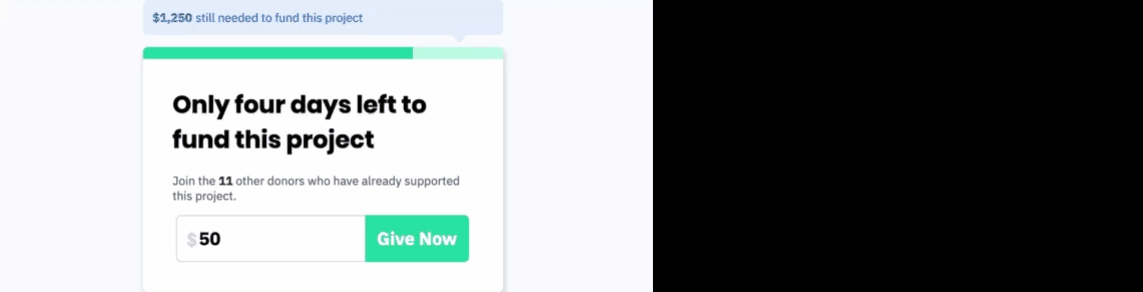 $1,250 still needed to fund this project
Only four days left to
fund this project
Join the 11 other donors who have already supported
this project.
$50
Give Now